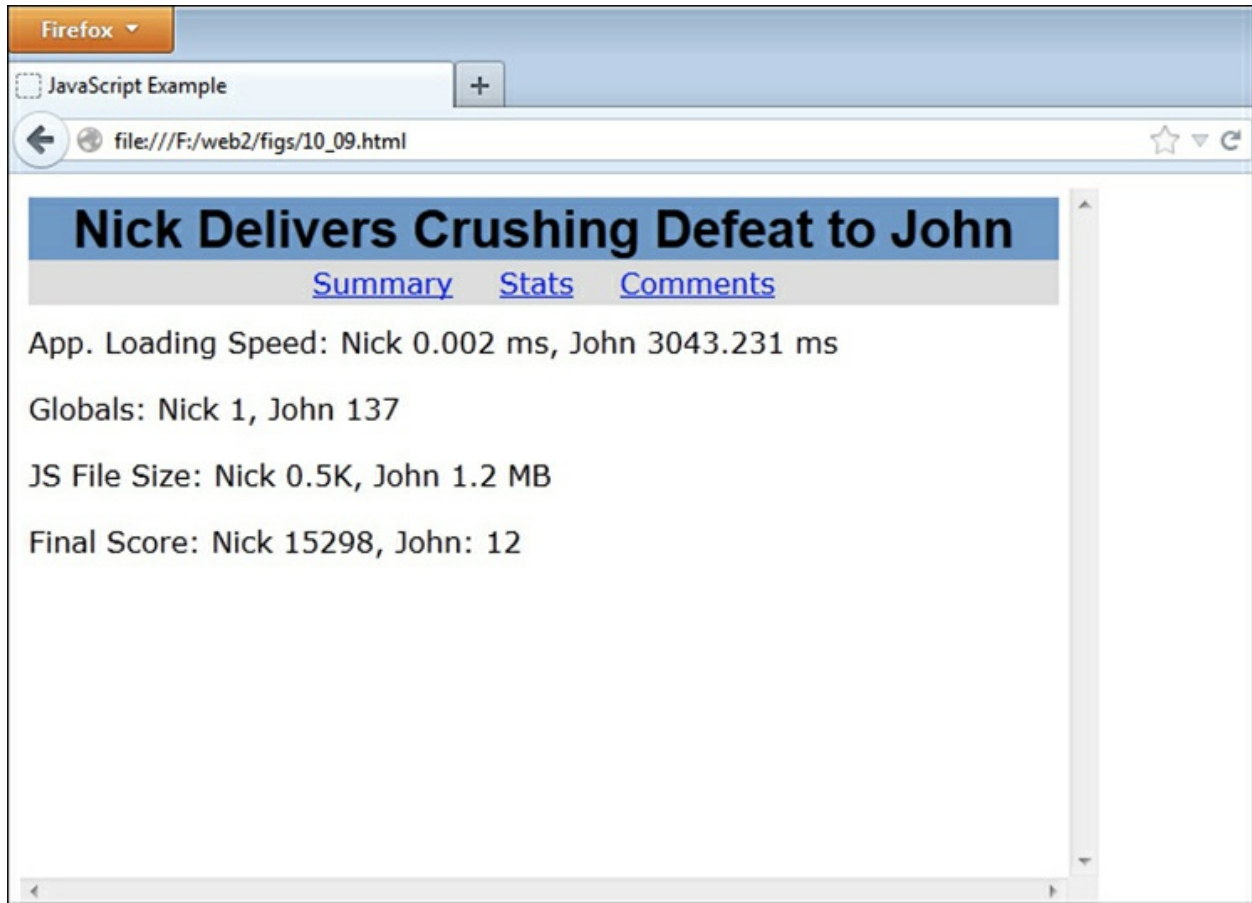 Firefox
JavaScript Example
file:///F:/web2/figs/10_09.html
Nick Delivers Crushing Defeat to John
Summary Stats Comments
App. Loading Speed: Nick 0.002 ms, John 3043.231 ms
Globals: Nick 1, John 137
JS File Size: Nick 0.5K, John 1.2 MB
Final Score: Nick 15298, John: 12